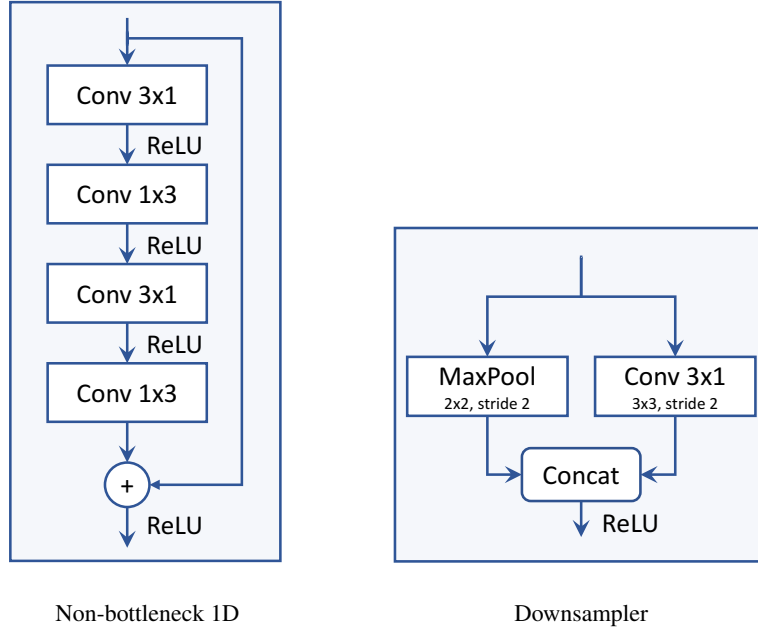 Conv 3x1
ReLU
Conv 1x3
ReLU
Conv 3x1
ReLU
Conv 1x3
+
ReLU
Non-bottleneck 1D
MaxPool
2x2, stride 2
Conv 3x1
3x3, stride 2
Concat
ReLU
Downsampler